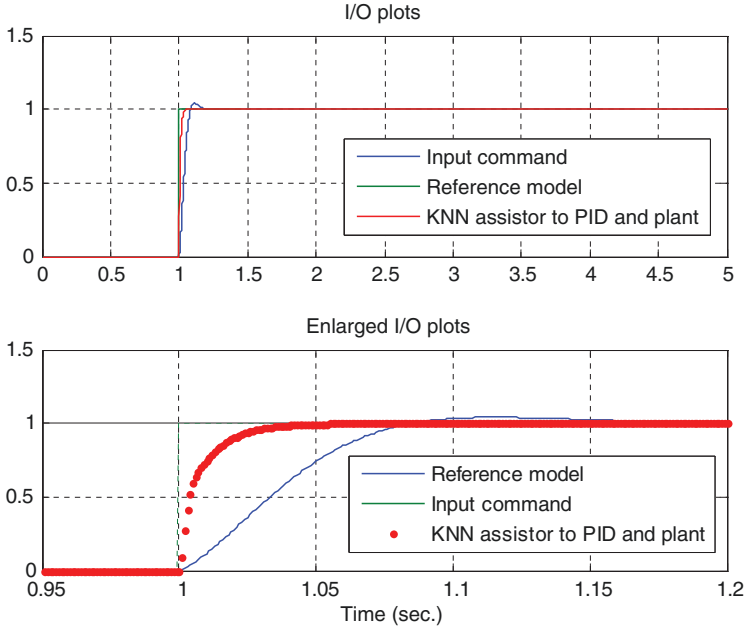 I/O plots
1.5
1
0.5
0
0 0.5 1 1.5 2 2.5 3 3.5 4 4.5 5
Input command
Reference model
KNN assistor to PID and plant
Enlarged I/O plots
1.5
1
0.5
0
0.95 1 1.05 1.1 1.15 1.2
Reference model
Input command
KNN assistor to PID and plant
Time (sec.)